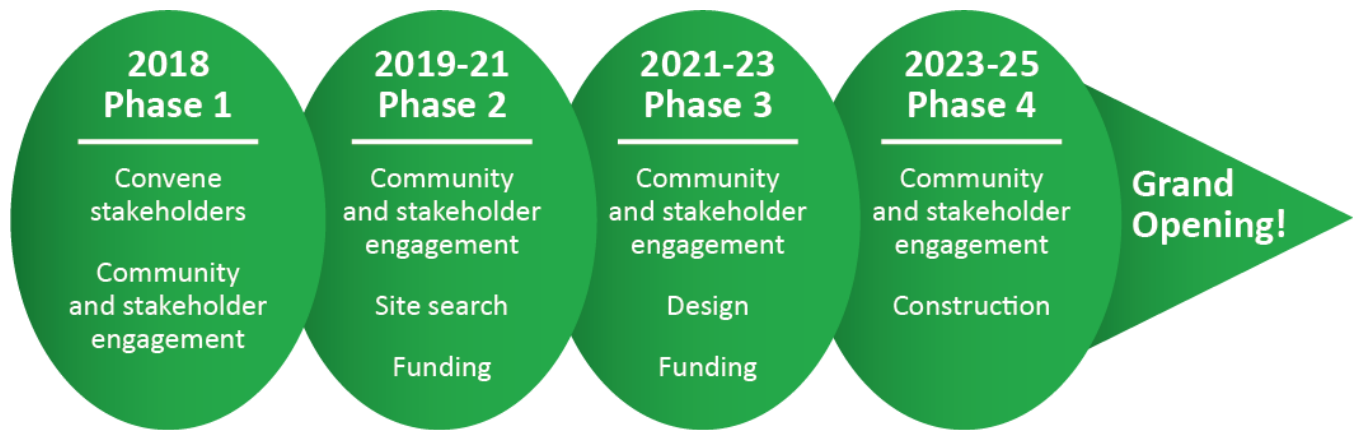 2018
Phase 1
Convene
stakeholders
Community
and stakeholder
engagement
2019-21
Phase 2
Community
and stakeholder
engagement
Site search
Funding
2021-23
Phase 3
Community
and stakeholder
engagement
Design
Funding
2023-25
Phase 4
Community
and stakeholder
engagement
Construction
Grand
Opening!